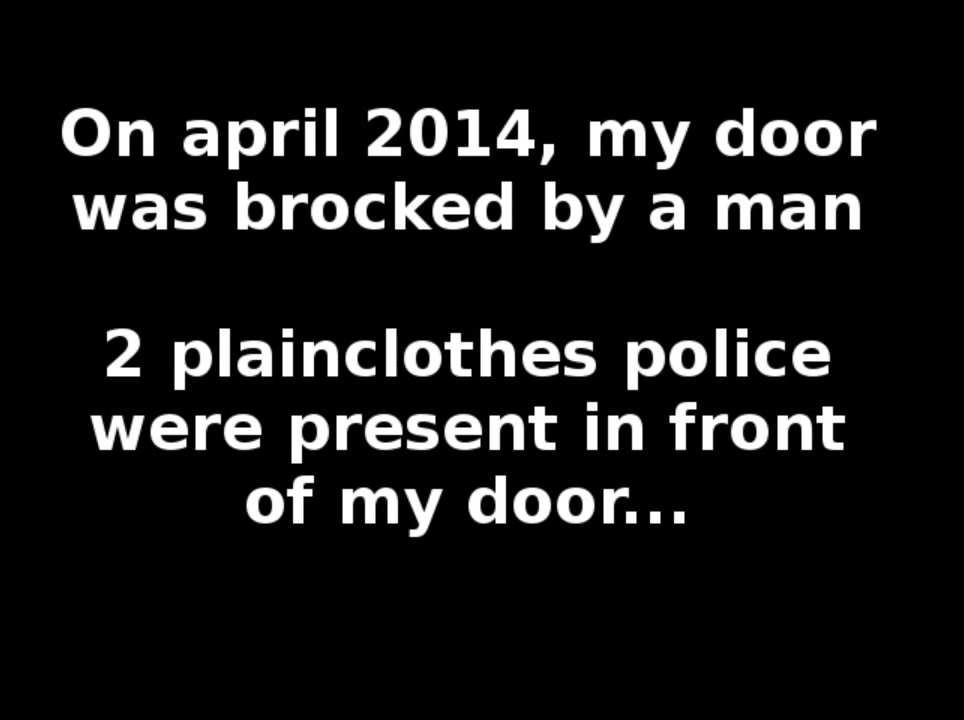 On april 2014, my door
was brocked by a man
2 plainclothes police
were present in front
of my door...